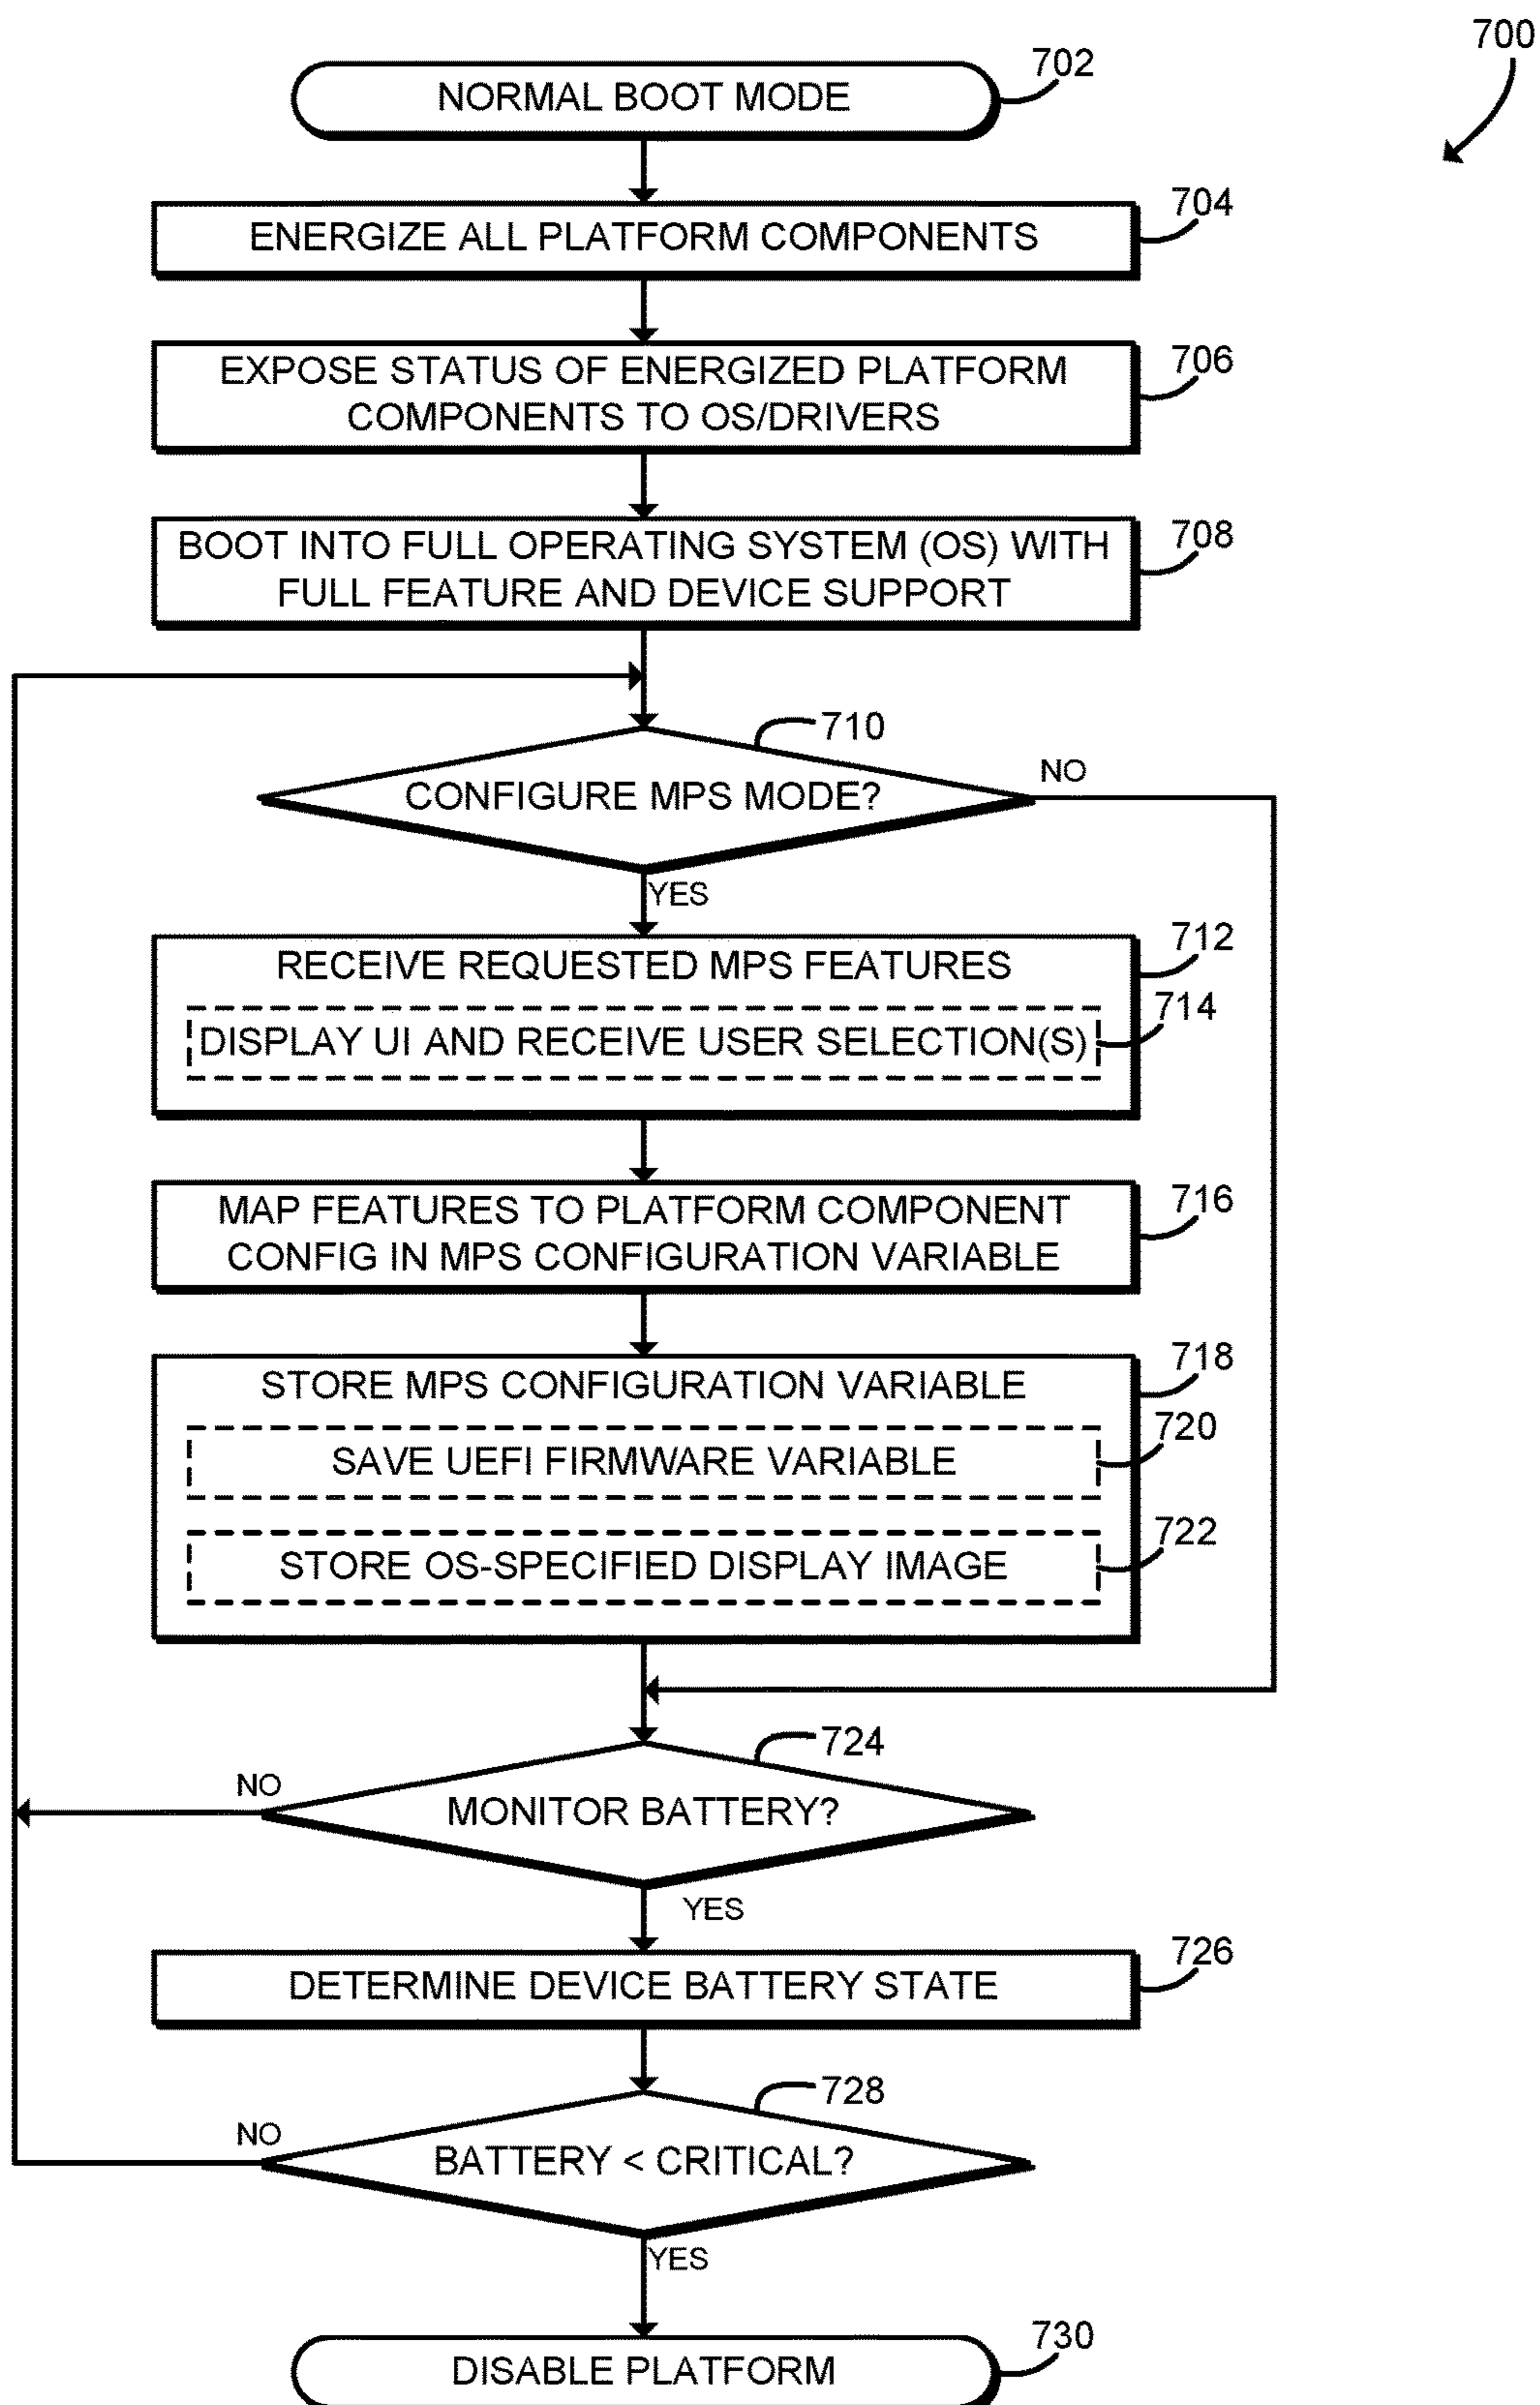 700
NORMAL BOOT MODE
702
ENERGIZE ALL PLATFORM COMPONENTS
704
EXPOSE STATUS OF ENERGIZED PLATFORM
COMPONENTS TO OS/DRIVERS
706
BOOT INTO FULL OPERATING SYSTEM (OS) WITH
FULL FEATURE AND DEVICE SUPPORT
708
710
CONFIGURE MPS MODE?
NO
YES
RECEIVE REQUESTED MPS FEATURES
712
DISPLAY UI AND RECEIVE USER SELECTION(S)
714
MAP FEATURES TO PLATFORM COMPONENT
CONFIG IN MPS CONFIGURATION VARIABLE
716
STORE MPS CONFIGURATION VARIABLE
718
SAVE UEFI FIRMWARE VARIABLE
720
STORE OS-SPECIFIED DISPLAY IMAGE
722
724
NO
MONITOR BATTERY?
YES
DETERMINE DEVICE BATTERY STATE
726
728
NO
BATTERY < CRITICAL?
YES
DISABLE PLATFORM
730